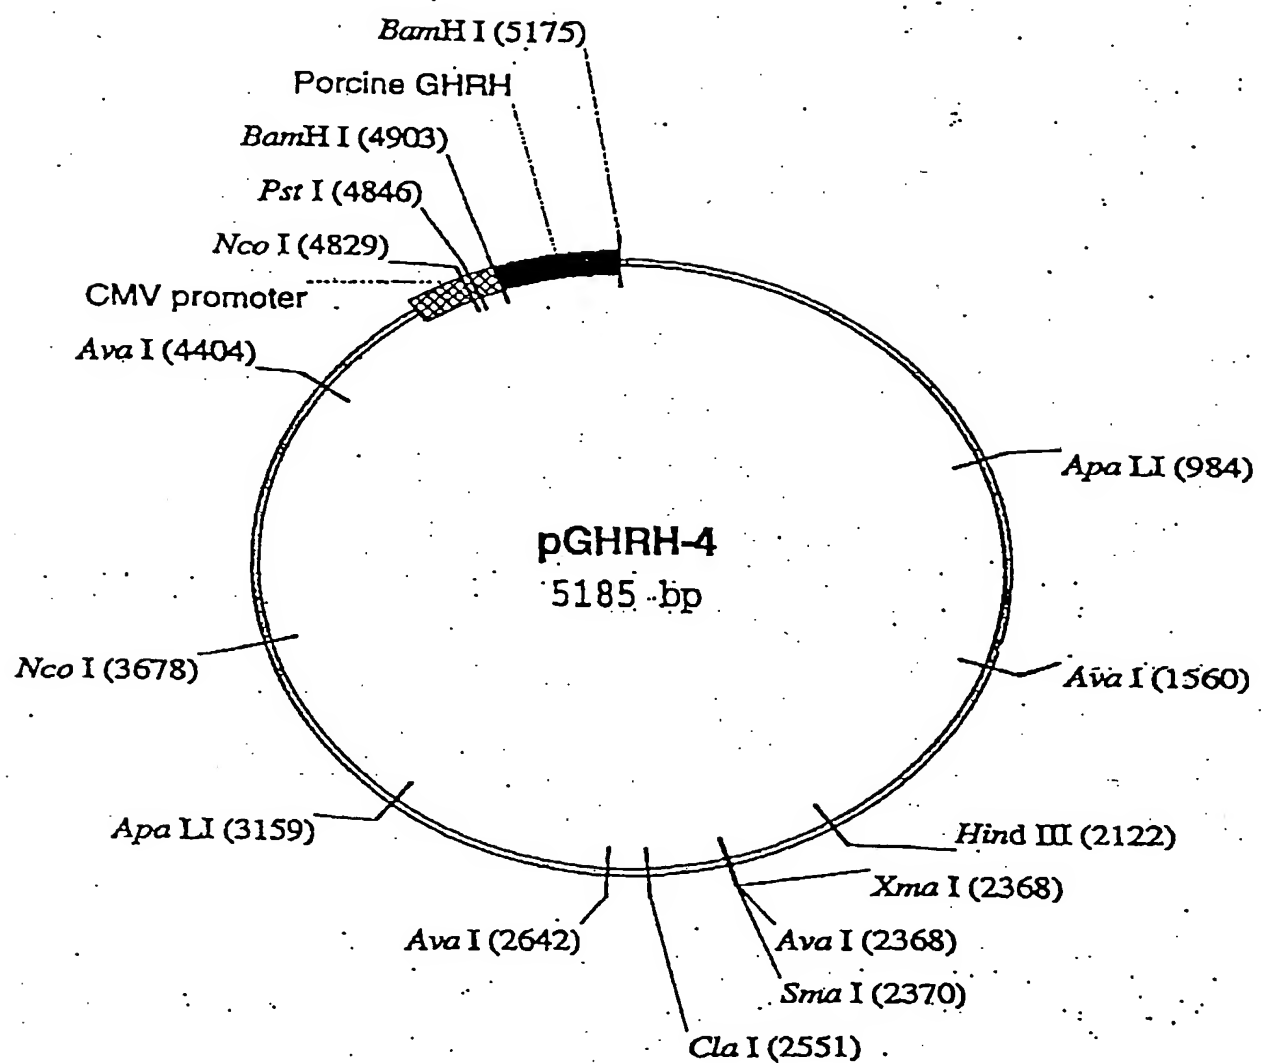 BamH I (5175)
Porcine GHRH
BamH I (4903)
Pst I (4846)
Nco I (4829)
CMV promoter
Ava I (4404)
Apa LI (984)
pGHRH-4
5185 bp
Nco I (3678)
Ava I (1560)
Apa LI (3159)
Hind III (2122)
Xma I (2368)
Ava I (2642)
Ava I (2368)
Sma I (2370)
Cla I (2551)